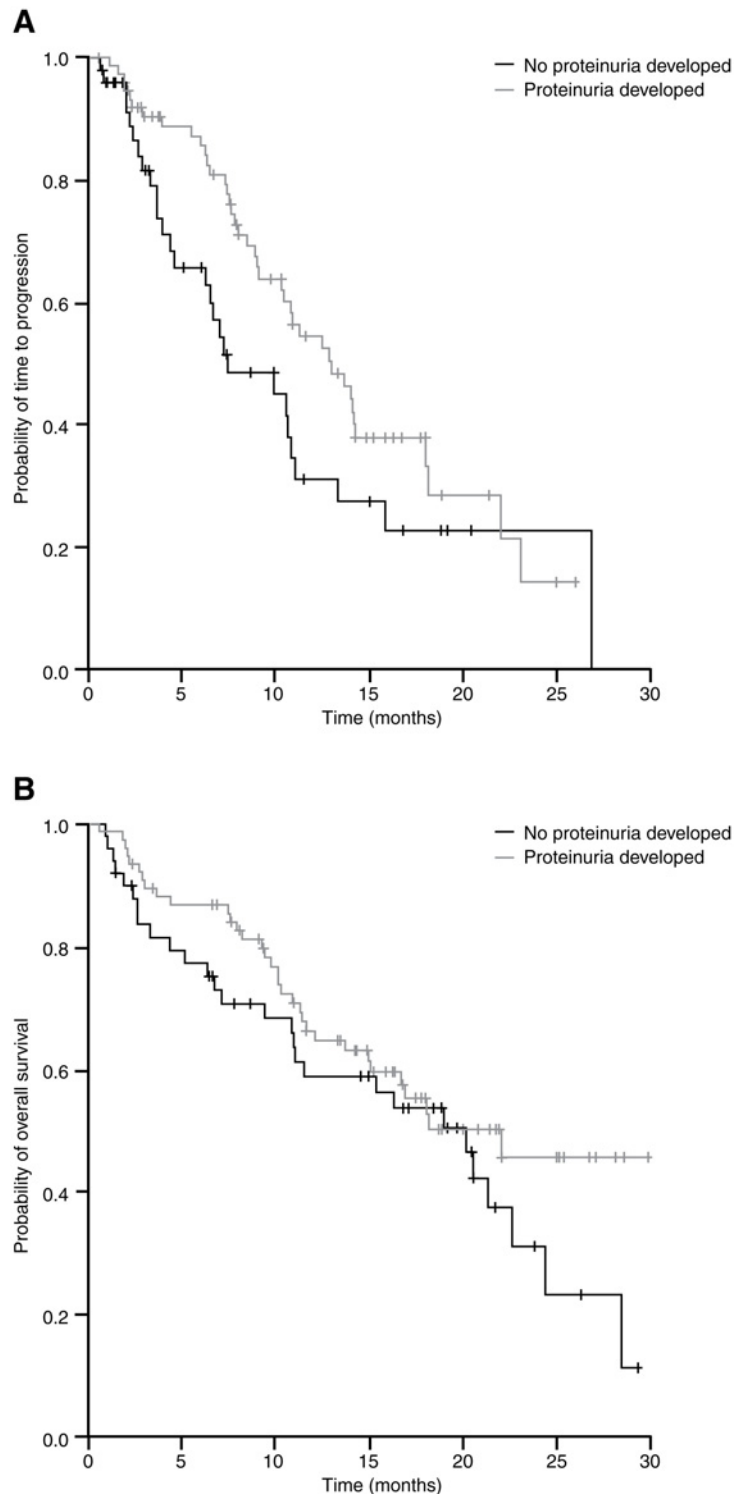 A
1.0
0.8
0.6
0.4
0.2
0.0
Probability of time to progression
No proteinuria developed
Proteinuria developed
0 5 10 15 20 25 30
Time (months)
B
1.0
0.8
0.6
0.4
0.2
0.0
Probability of overall survival
No proteinuria developed
Proteinuria developed
0 5 10 15 20 25 30
Time (months)